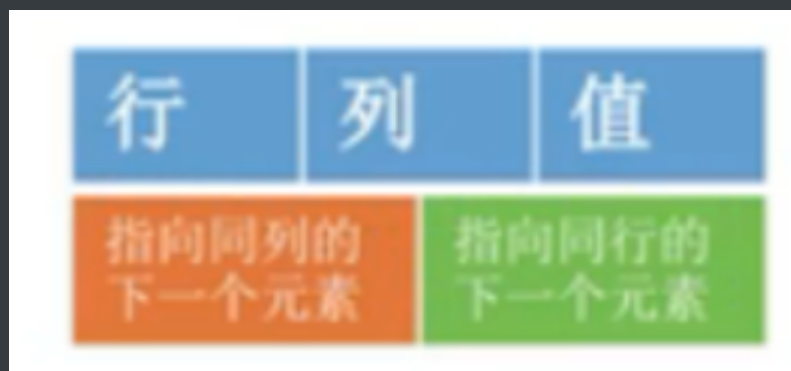 行 列 值
指向同列的
下一个元素
指向同行的
下一个元素